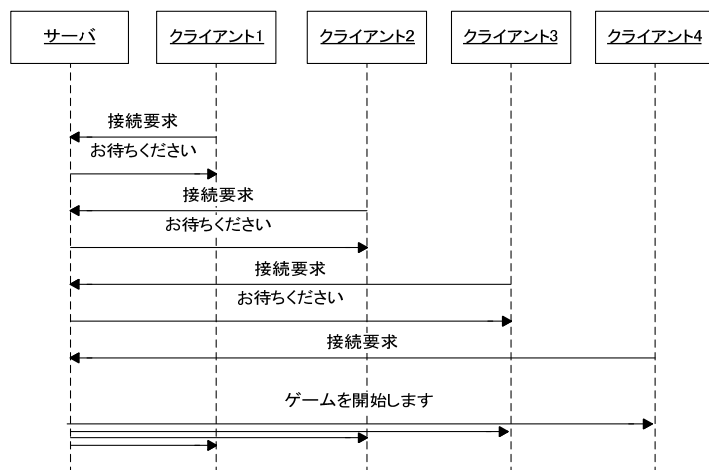 サーバ
クライアント1
クライアント2
クライアント3
クライアント4
接続要求
お待ちください
接続要求
お待ちください
接続要求
お待ちください
接続要求
ゲームを開始します